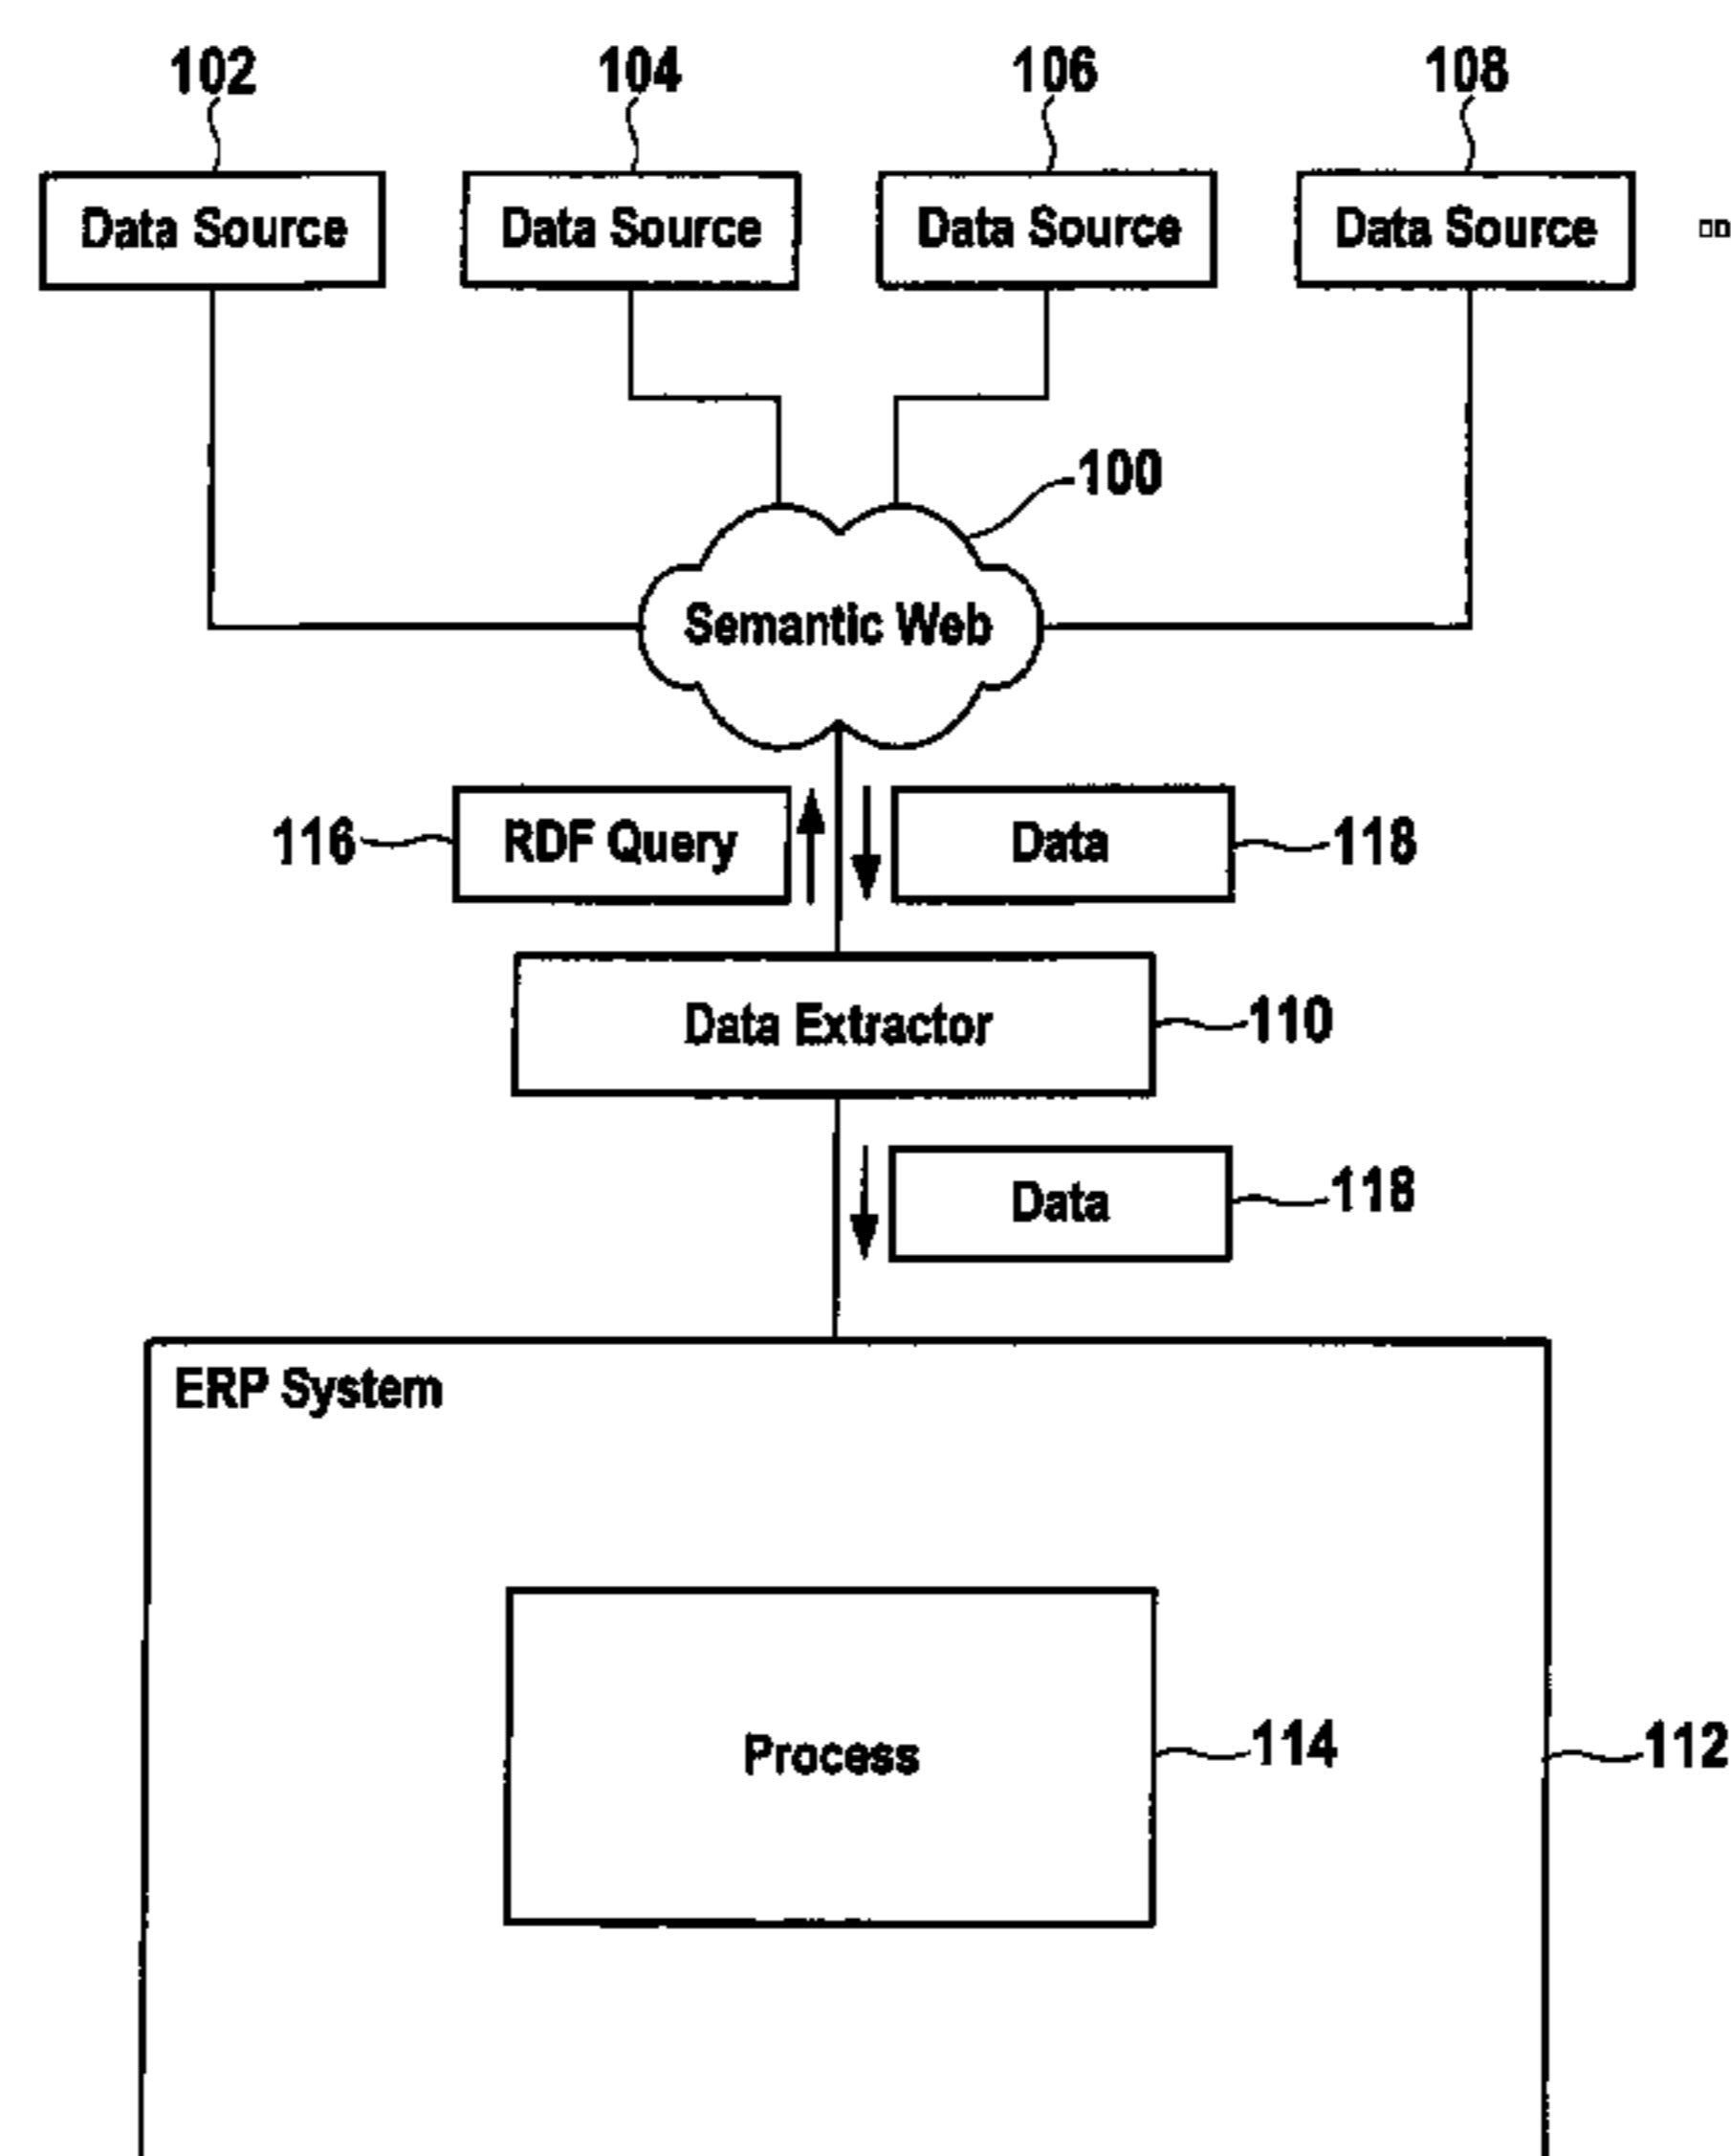 102 104 106 108
Data Source Data Source Data Source Data Source
100
Semantic Web
116 RDF Query Data 118
Data Extractor 110
Data 118
ERP System
Process 114 112